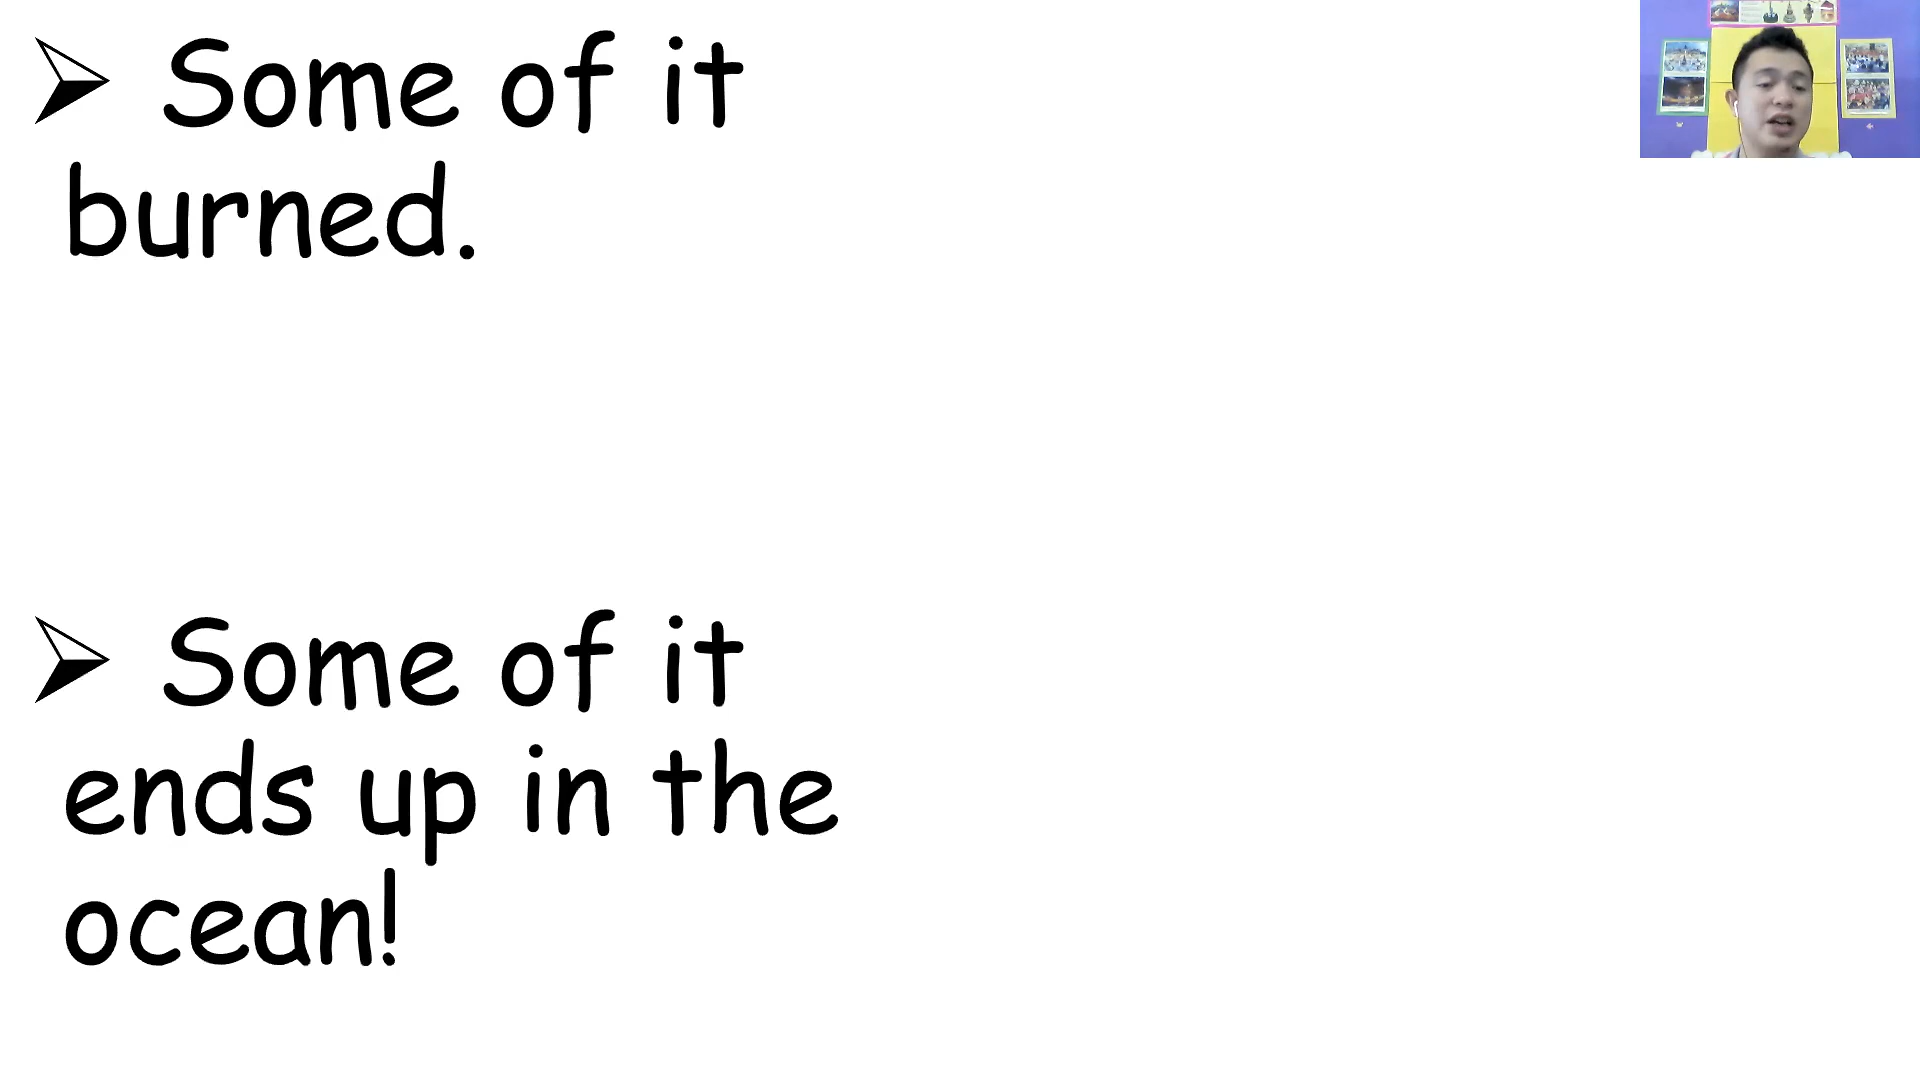 ➢ Some of it
burned.
➢ Some of it
ends up in the
ocean!